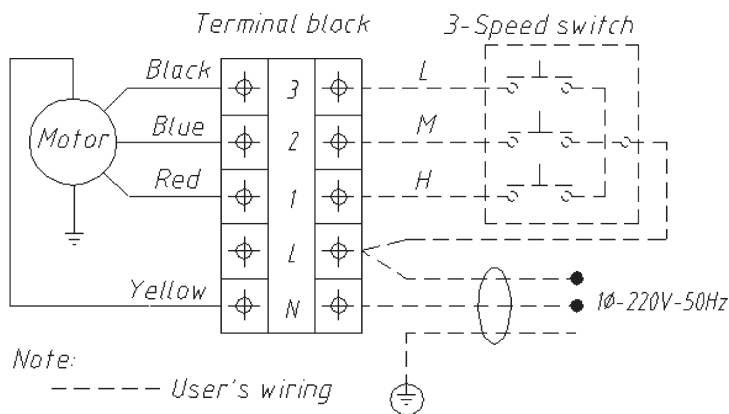 Terminal block
3-Speed switch
Black
3
L
Blue
2
M
Motor
Red
1
H
L
Yellow
N
1Ø-220V-50Hz
Note:
User's wiring